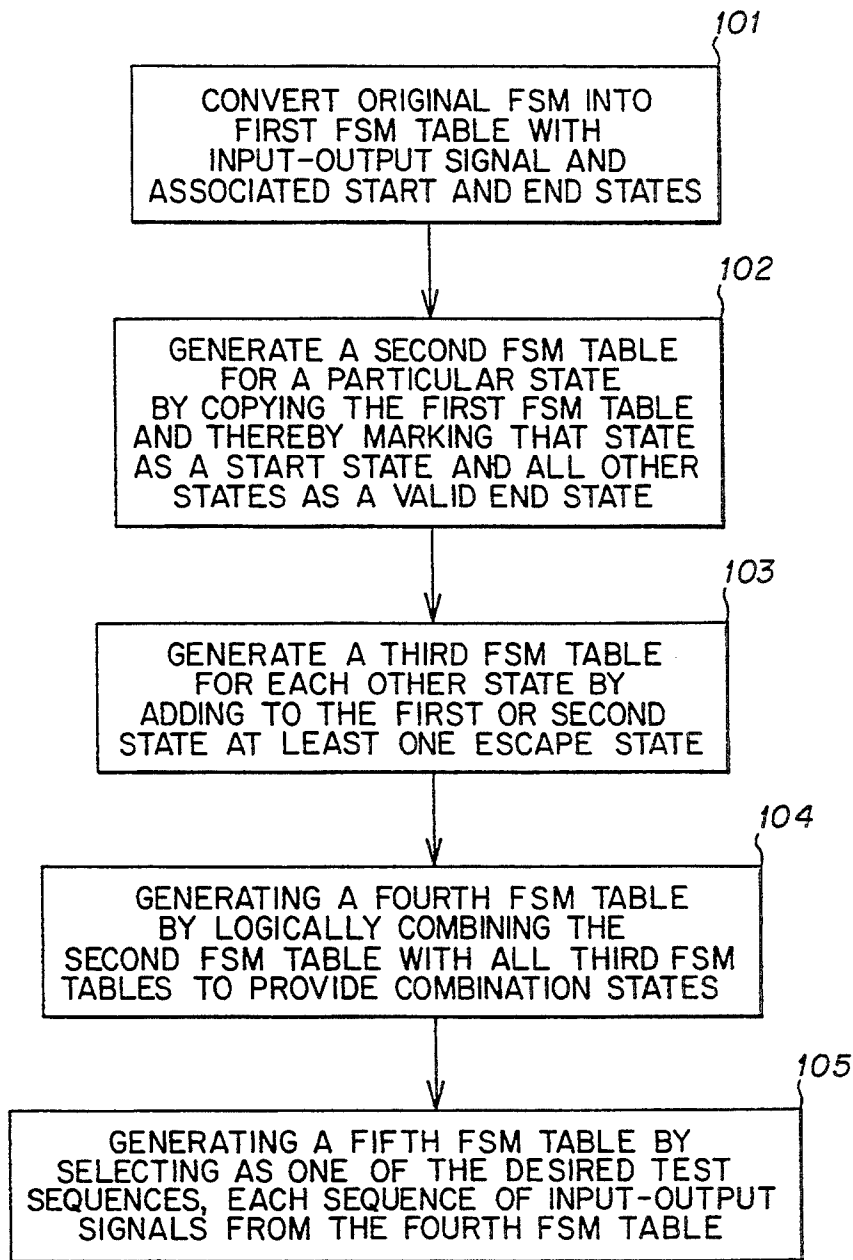 101
CONVERT ORIGINAL FSM INTO
FIRST FSM TABLE WITH
INPUT-OUTPUT SIGNAL AND
ASSOCIATED START AND END STATES
102
GENERATE A SECOND FSM TABLE
FOR A PARTICULAR STATE
BY COPYING THE FIRST FSM TABLE
AND THEREBY MARKING THAT STATE
AS A START STATE AND ALL OTHER
STATES AS A VALID END STATE
103
GENERATE A THIRD FSM TABLE
FOR EACH OTHER STATE BY
ADDING TO THE FIRST OR SECOND
STATE AT LEAST ONE ESCAPE STATE
104
GENERATING A FOURTH FSM TABLE
BY LOGICALLY COMBINING THE
SECOND FSM TABLE WITH ALL THIRD FSM
TABLES TO PROVIDE COMBINATION STATES
105
GENERATING A FIFTH FSM TABLE BY
SELECTING AS ONE OF THE DESIRED TEST
SEQUENCES, EACH SEQUENCE OF INPUT-OUTPUT
SIGNALS FROM THE FOURTH FSM TABLE